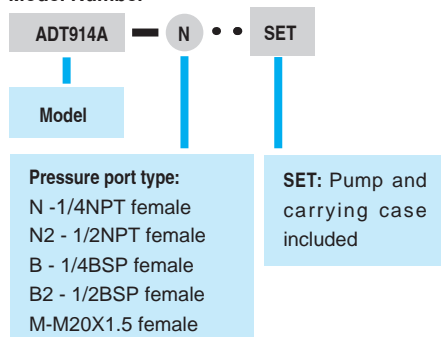 ADT914A — N • • SET
Model
Pressure port type:
N -1/4NPT female
N2 - 1/2NPT female
B - 1/4BSP female
B2 - 1/2BSP female
M-M20X1.5 female
SET: Pump and
carrying case
included